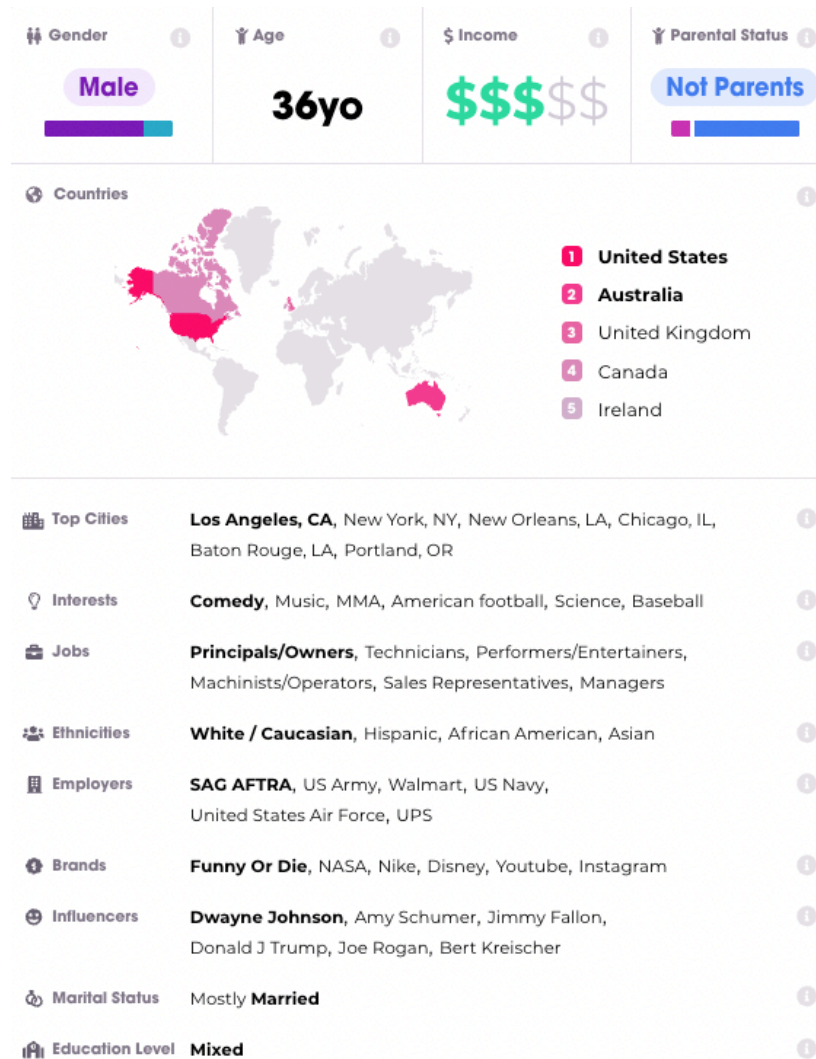 Gender
Age
$ Income
Parental Status
Male
36yo
$$$$$
Not Parents
Countries
1 United States
2 Australia
3 United Kingdom
4 Canada
5 Ireland
Top Cities
Los Angeles, CA, New York, NY, New Orleans, LA, Chicago, IL,
Baton Rouge, LA, Portland, OR
Interests
Comedy, Music, MMA, American football, Science, Baseball
Jobs
Principals/Owners, Technicians, Performers/Entertainers,
Machinists/Operators, Sales Representatives, Managers
Ethnicities
White / Caucasian, Hispanic, African American, Asian
Employers
SAG AFTRA, US Army, Walmart, US Navy,
United States Air Force, UPS
Brands
Funny Or Die, NASA, Nike, Disney, Youtube, Instagram
Influencers
Dwayne Johnson, Amy Schumer, Jimmy Fallon,
Donald J Trump, Joe Rogan, Bert Kreischer
Marital Status
Mostly Married
Education Level
Mixed